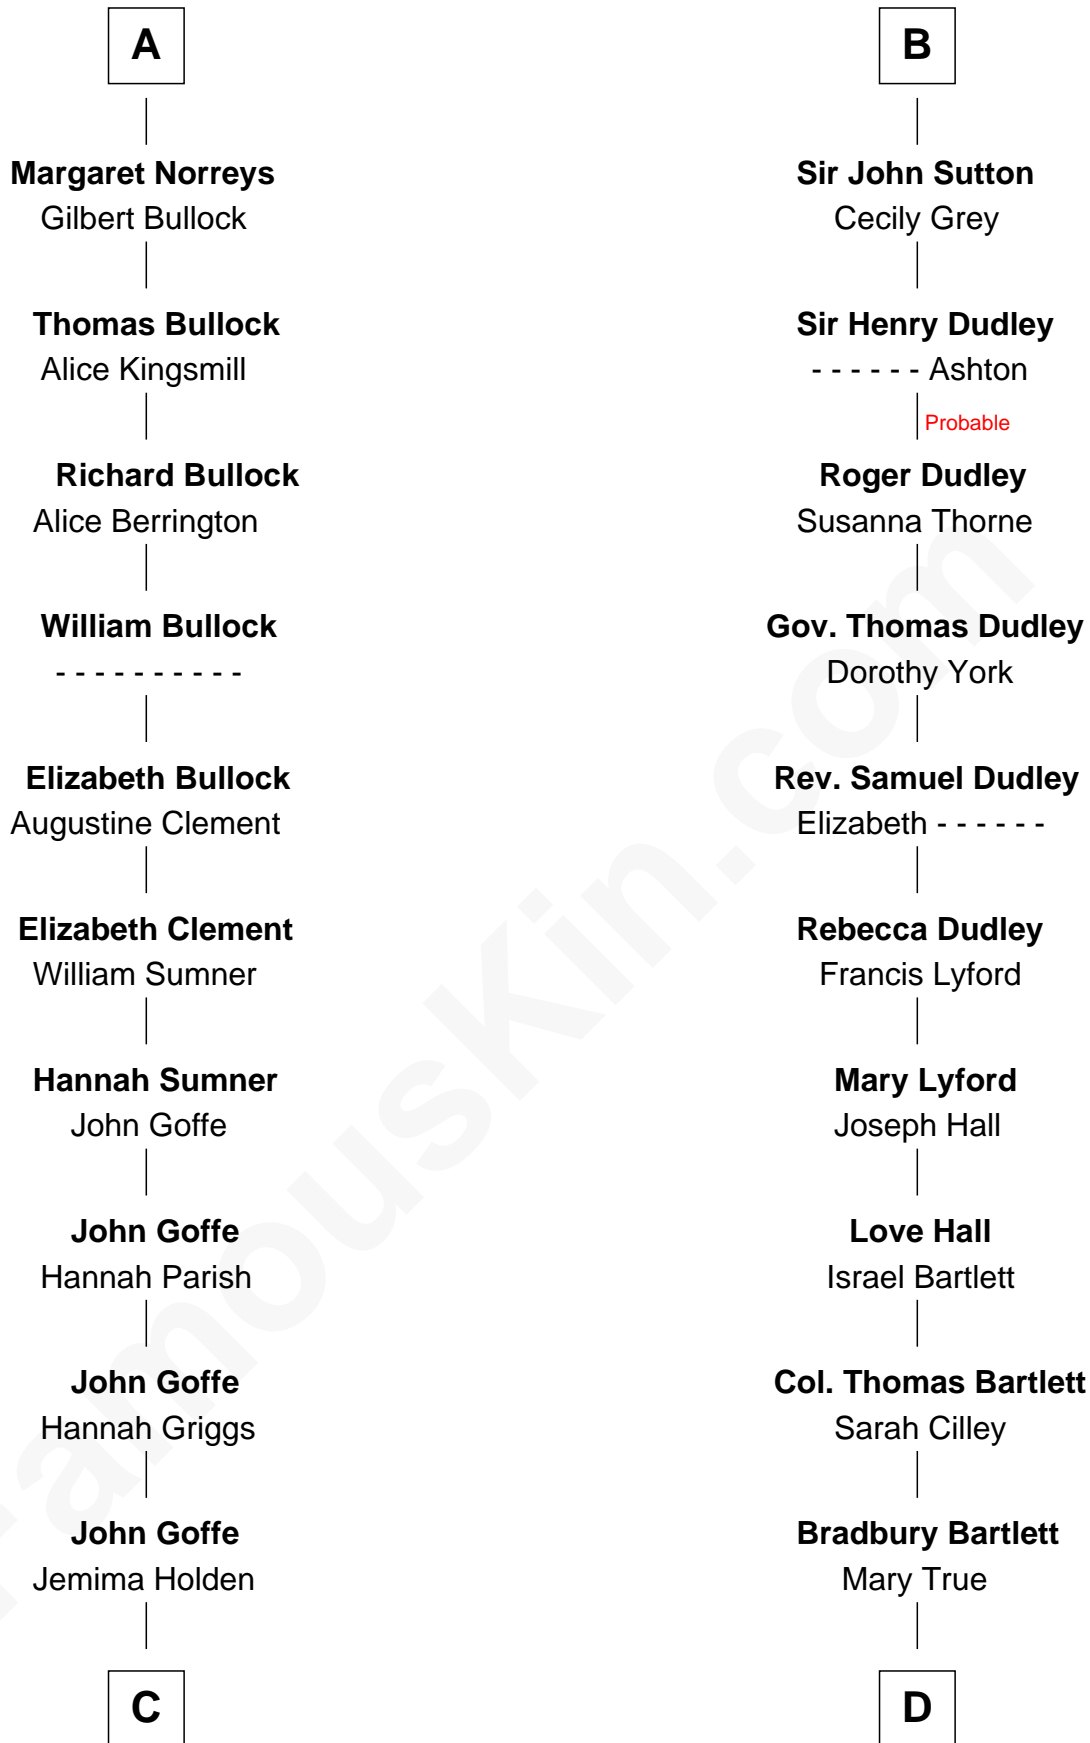 A
Margaret Norreys
Gilbert Bullock
Thomas Bullock
Alice Kingsmill
Richard Bullock
Alice Berrington
William Bullock
- - - - - - - - - -
Elizabeth Bullock
Augustine Clement
Elizabeth Clement
William Sumner
Hannah Sumner
John Goffe
John Goffe
Hannah Parish
John Goffe
Hannah Griggs
John Goffe
Jemima Holden
C
B
Sir John Sutton
Cecily Grey
Sir Henry Dudley
- - - - - - Ashton
Probable
Roger Dudley
Susanna Thorne
Gov. Thomas Dudley
Dorothy York
Rev. Samuel Dudley
Elizabeth - - - - - -
Rebecca Dudley
Francis Lyford
Mary Lyford
Joseph Hall
Love Hall
Israel Bartlett
Col. Thomas Bartlett
Sarah Cilley
Bradbury Bartlett
Mary True
D
FamousKin.com